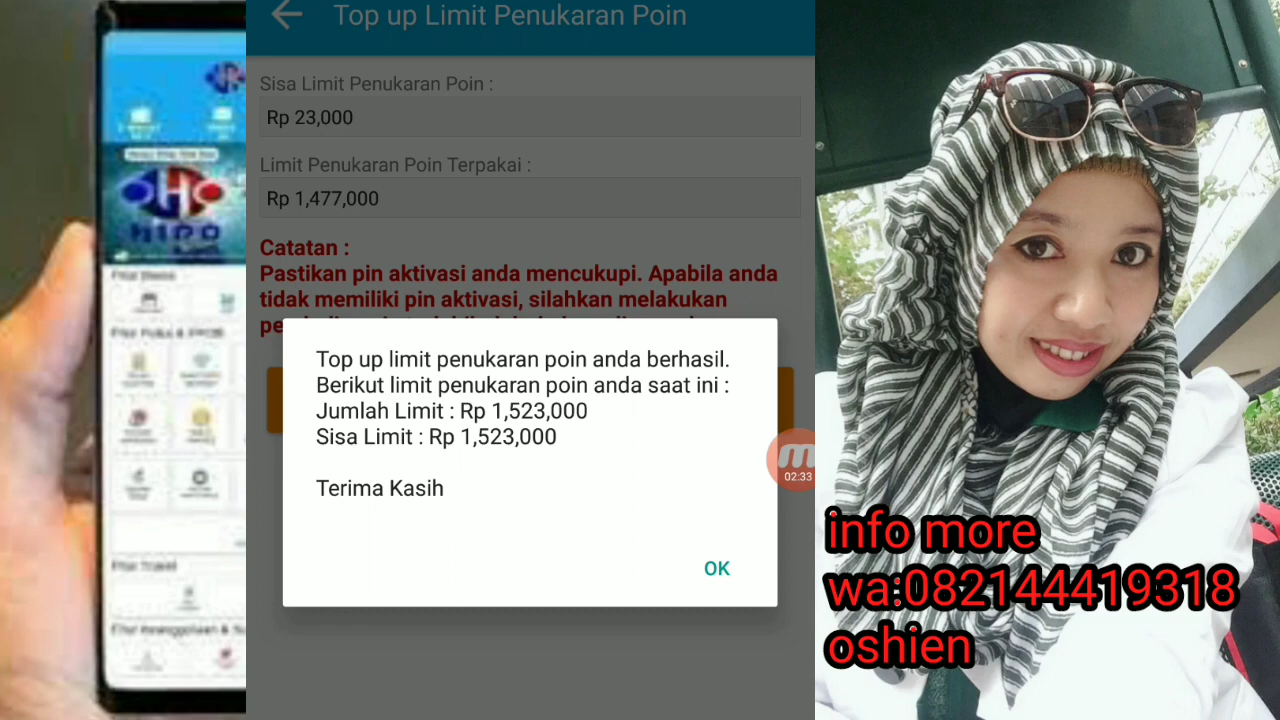 Top up Limit Penukaran Poin
Sisa Limit Penukaran Poin :
Rp 23,000
Limit Penukaran Poin Terpakai :
Rp 1,477,000
Catatan :
Pastikan pin aktivasi anda mencukupi. Apabila anda
tidak memiliki pin aktivasi, silahkan melakukan
Top up limit penukaran poin anda berhasil.
Berikut limit penukaran poin anda saat ini :
Jumlah Limit : Rp 1,523,000
Sisa Limit : Rp 1,523,000
Terima Kasih
OK
02:33
info more
wa:082144419318
oshien